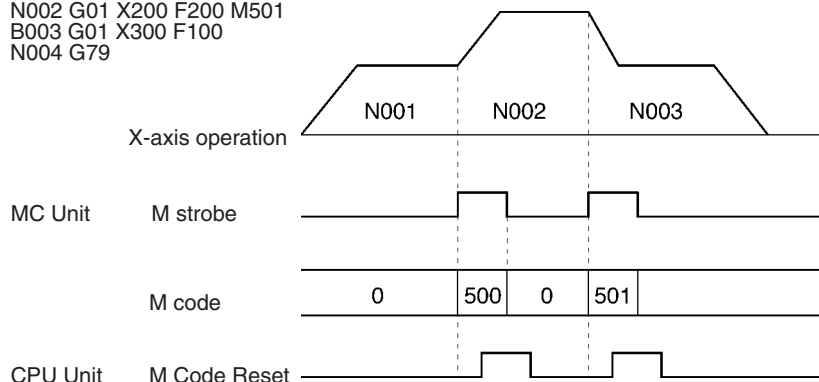 N002 G01 X200 F200 M501
B003 G01 X300 F100
N004 G79
N001 N002 N003
X-axis operation
MC Unit M strobe
M code 0 500 0 501
CPU Unit M Code Reset